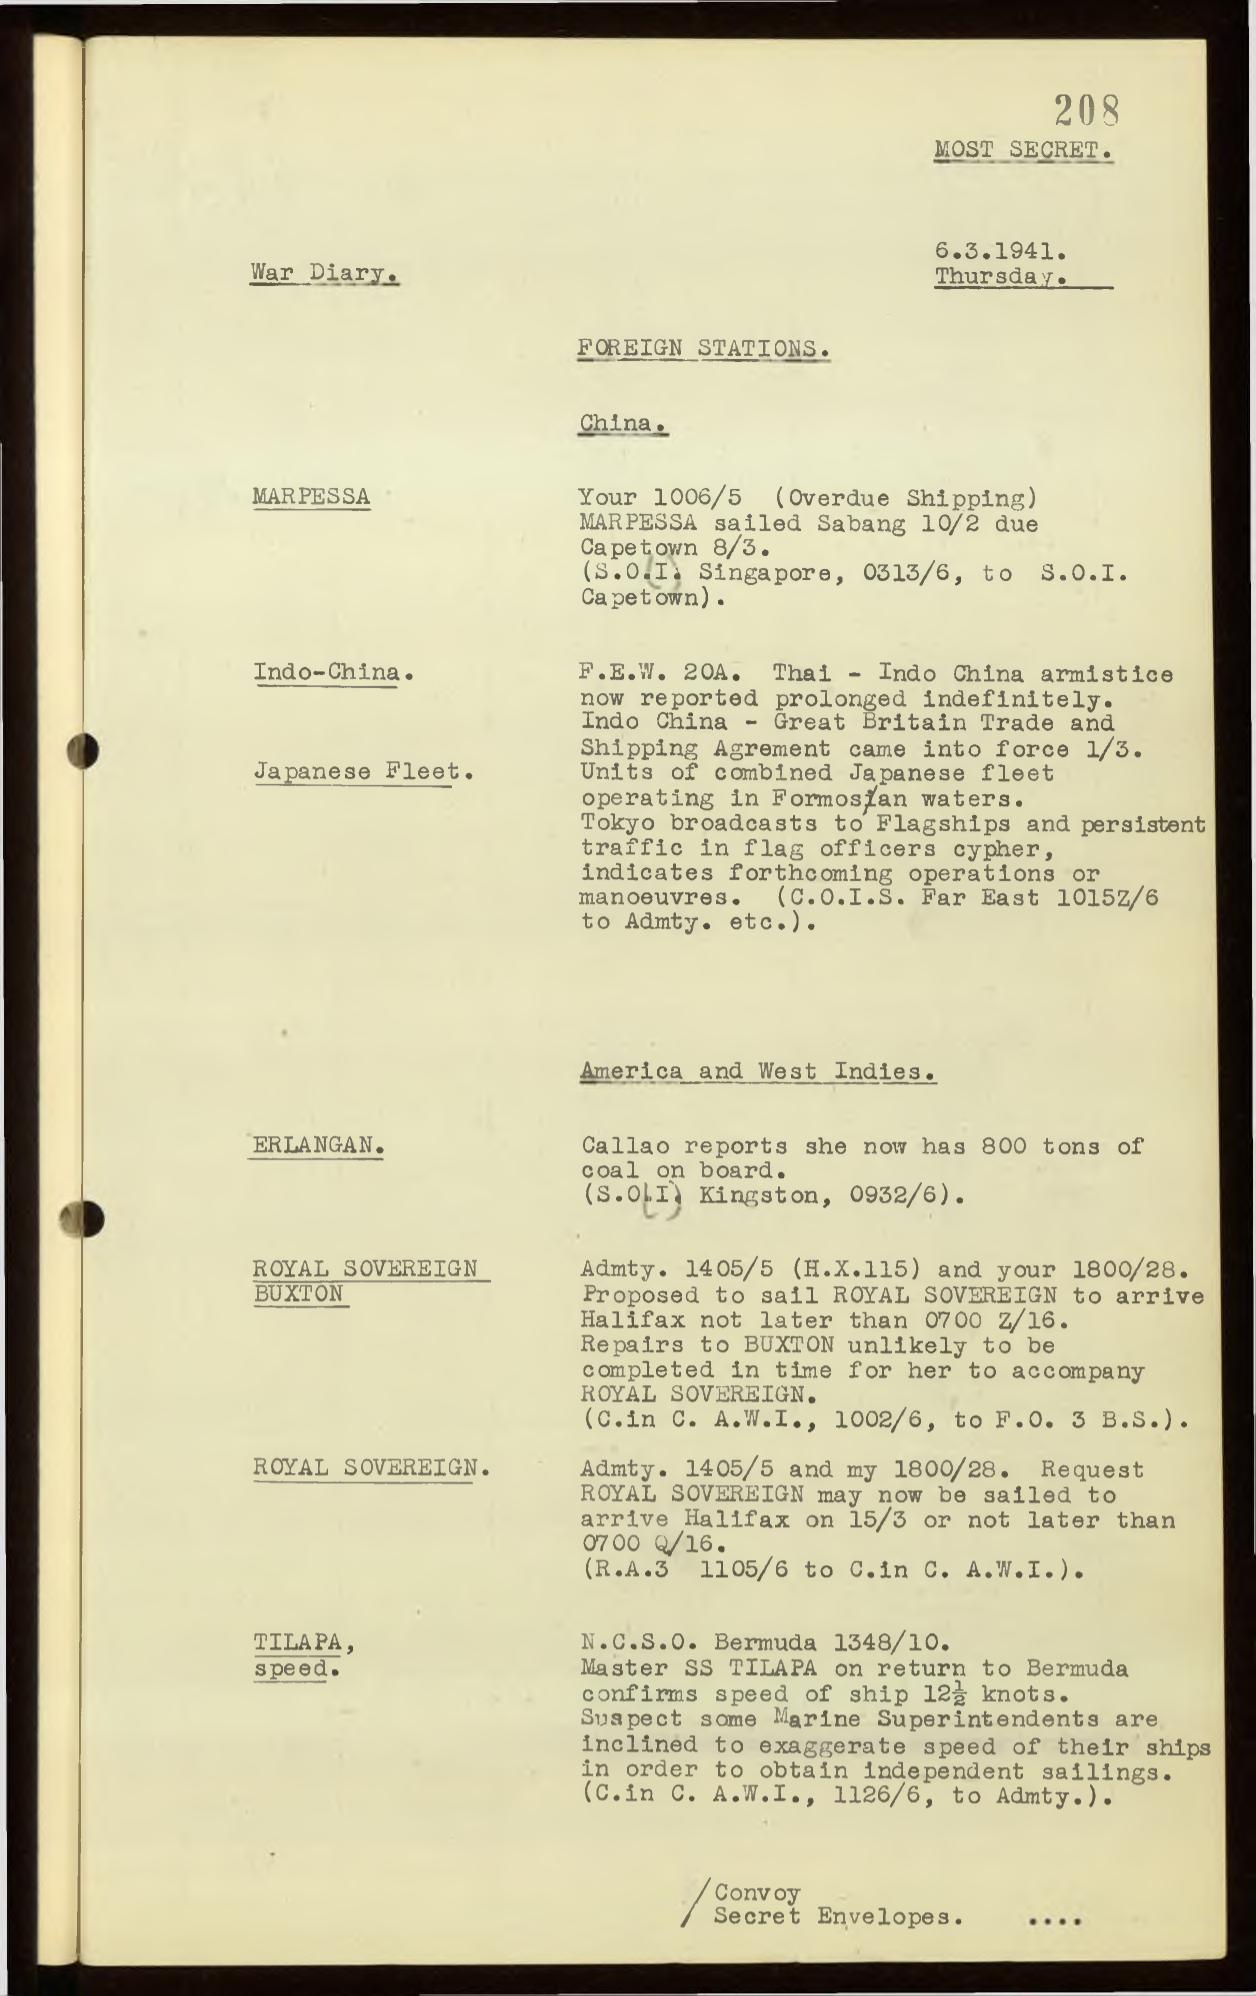 208
MOST SECRET.
6.3.1941.
War Diary.
Thursday.
FOREIGN STATIONS.
China.
MARPESSA
Your 1006/5 (Overdue Shipping)
MARPESSA sailed Sabang 10/2 due
Capetown 8/3.
(S.O.(I) Singapore, 0313/6, to S.O.I.
Capetown).
Indo-China.
F.E.W. 20A. Thai - Indo China armistice
now reported prolonged indefinitely.
Indo China - Great Britain Trade and
Shipping Agrement came into force 1/3.
Japanese Fleet.
Units of combined Japanese fleet
operating in Formosan waters.
Tokyo broadcasts to Flagships and persistent
traffic in flag officers cypher,
indicates forthcoming operations or
manoeuvres. (C.O.I.S. Far East 1015Z/6
to Admty. etc.).
America and West Indies.
ERLANGAN.
Callao reports she now has 800 tons of
coal on board.
(S.O.(I) Kingston, 0932/6).
ROYAL SOVEREIGN
BUXTON
Admty. 1405/5 (H.X.115) and your 1800/28.
Proposed to sail ROYAL SOVEREIGN to arrive
Halifax not later than 0700 Z/16.
Repairs to BUXTON unlikely to be
completed in time for her to accompany
ROYAL SOVEREIGN.
(C.in C. A.W.I., 1002/6, to F.O. 3 B.S.).
ROYAL SOVEREIGN.
Admty. 1405/5 and my 1800/28. Request
ROYAL SOVEREIGN may now be sailed to
arrive Halifax on 15/3 or not later than
0700 Q/16.
(R.A.3 1105/6 to C.in C. A.W.I.).
TILAPA,
speed.
N.C.S.O. Bermuda 1348/10.
Master SS TILAPA on return to Bermuda
confirms speed of ship 12½ knots.
Suspect some Marine Superintendents are
inclined to exaggerate speed of their ships
in order to obtain independent sailings.
(C.in C. A.W.I., 1126/6, to Admty.).
/Convoy
Secret Envelopes. ....